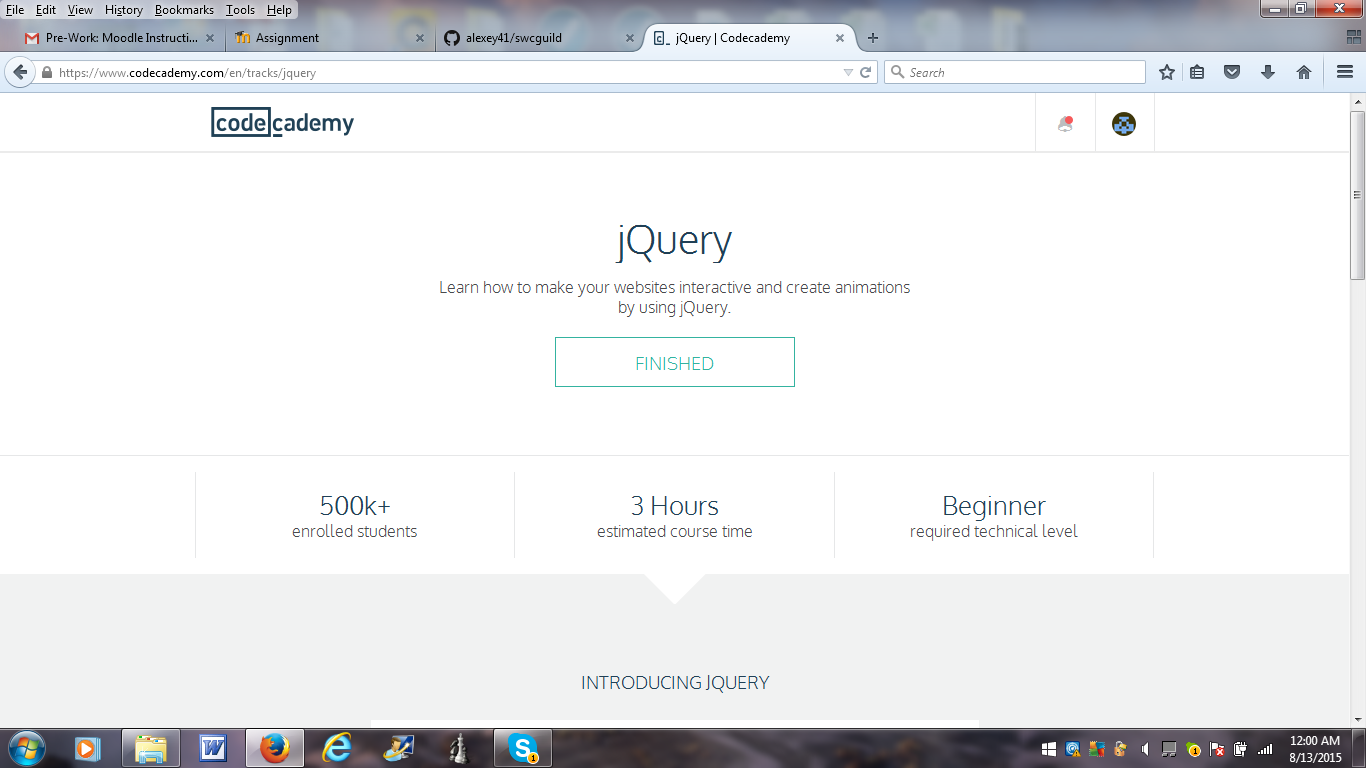 File Edit View History Bookmarks Tools Help
Pre-Work: Moodle Instructi...
Assignment
alexey41/swcguild
jQuery | Codecademy
https://www.codecademy.com/en/tracks/jquery
Search
codecademy
jQuery
Learn how to make your websites interactive and create animations
by using jQuery.
FINISHED
500k+
enrolled students
3 Hours
estimated course time
Beginner
required technical level
INTRODUCING JQUERY
12:00 AM
8/13/2015